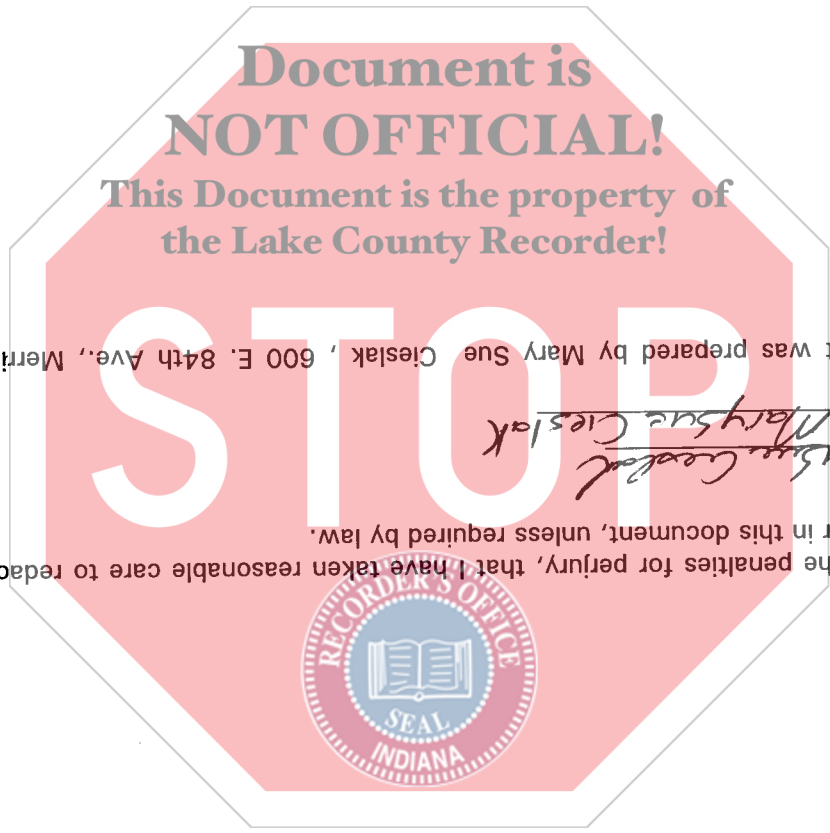 Document is
NOT OFFICIAL!
This Document is the property of
the Lake County Recorder!
STOP
he penalties for perjury, that I have taken reasonable care to redac
r in this document, unless required by law.
Sue Cieslak
Mary Sue Cieslak
t was prepared by Mary Sue Cieslak , 600 E. 84th Ave., Merri
RECORDER'S OFFICE
SEAL
INDIANA